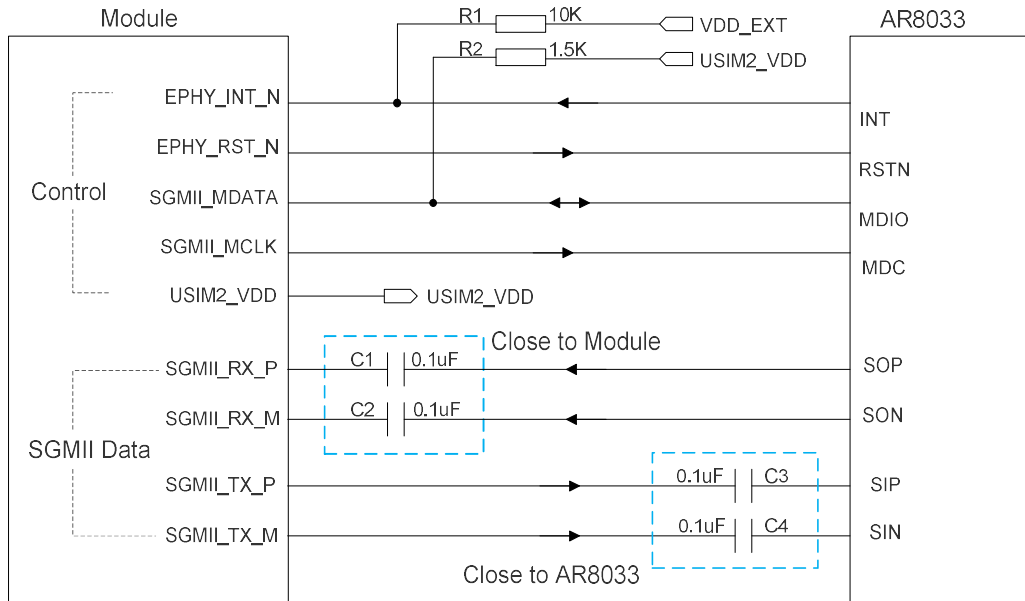 Module
R1 10K VDD_EXT
AR8033
R2 1.5K USIM2_VDD
EPHY_INT_N
INT
EPHY_RST_N
RSTN
Control
SGMII_MDATA
MDIO
SGMII_MCLK
MDC
USIM2_VDD USIM2_VDD
Close to Module
SGMII_RX_P C1 0.1uF SOP
SGMII_RX_M C2 0.1uF SON
SGMII Data
SGMII_TX_P 0.1uF C3 SIP
SGMII_TX_M 0.1uF C4 SIN
Close to AR8033